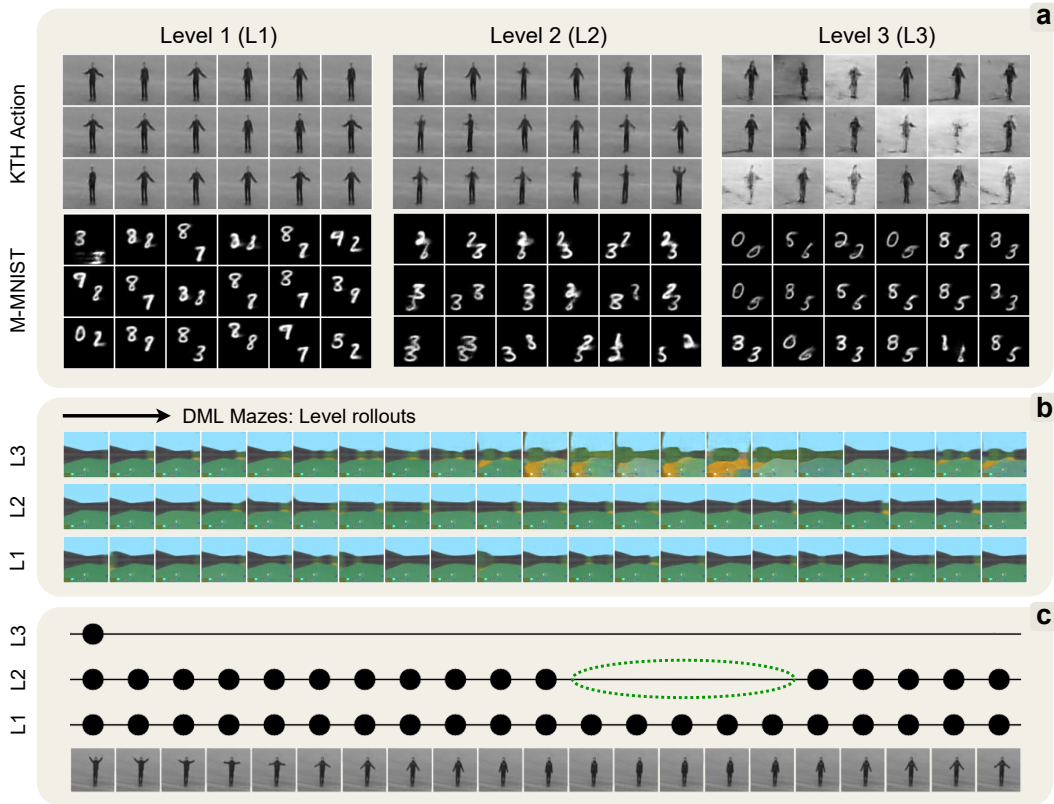 a
Level 1 (L1)
Level 2 (L2)
Level 3 (L3)
KTH Action
M-MNIST
b
DML Mazes: Level rollouts
L3
L2
L1
c
L3
L2
L1